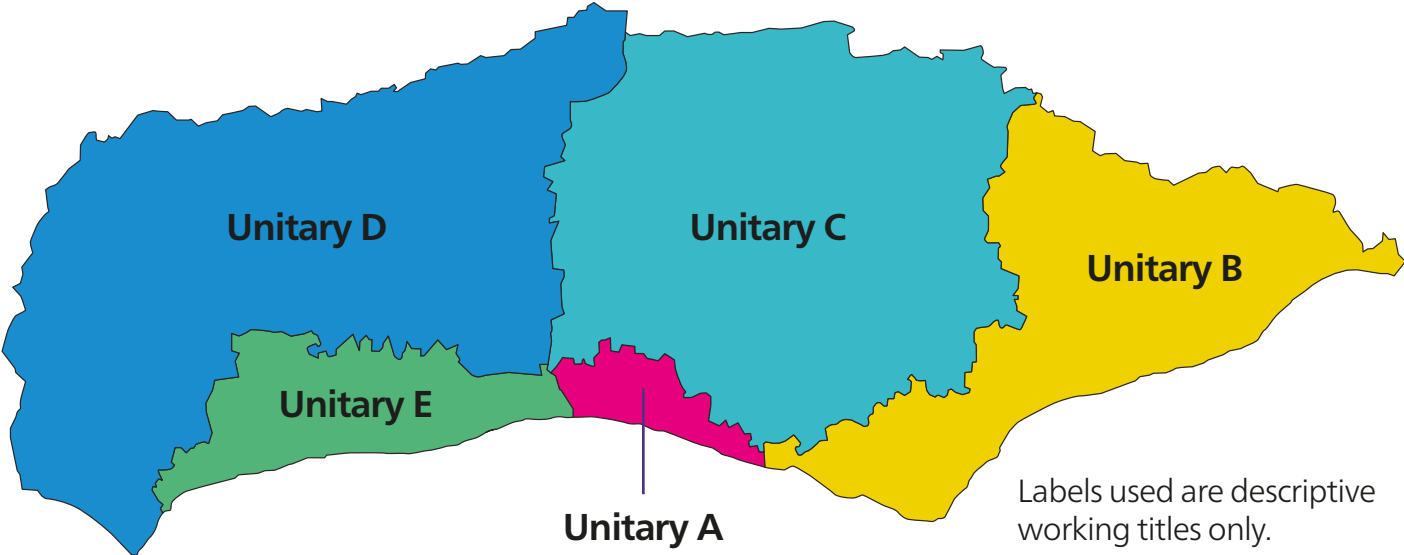 Unitary D
Unitary C
Unitary B
Unitary E
Unitary A
Labels used are descriptive
working titles only.